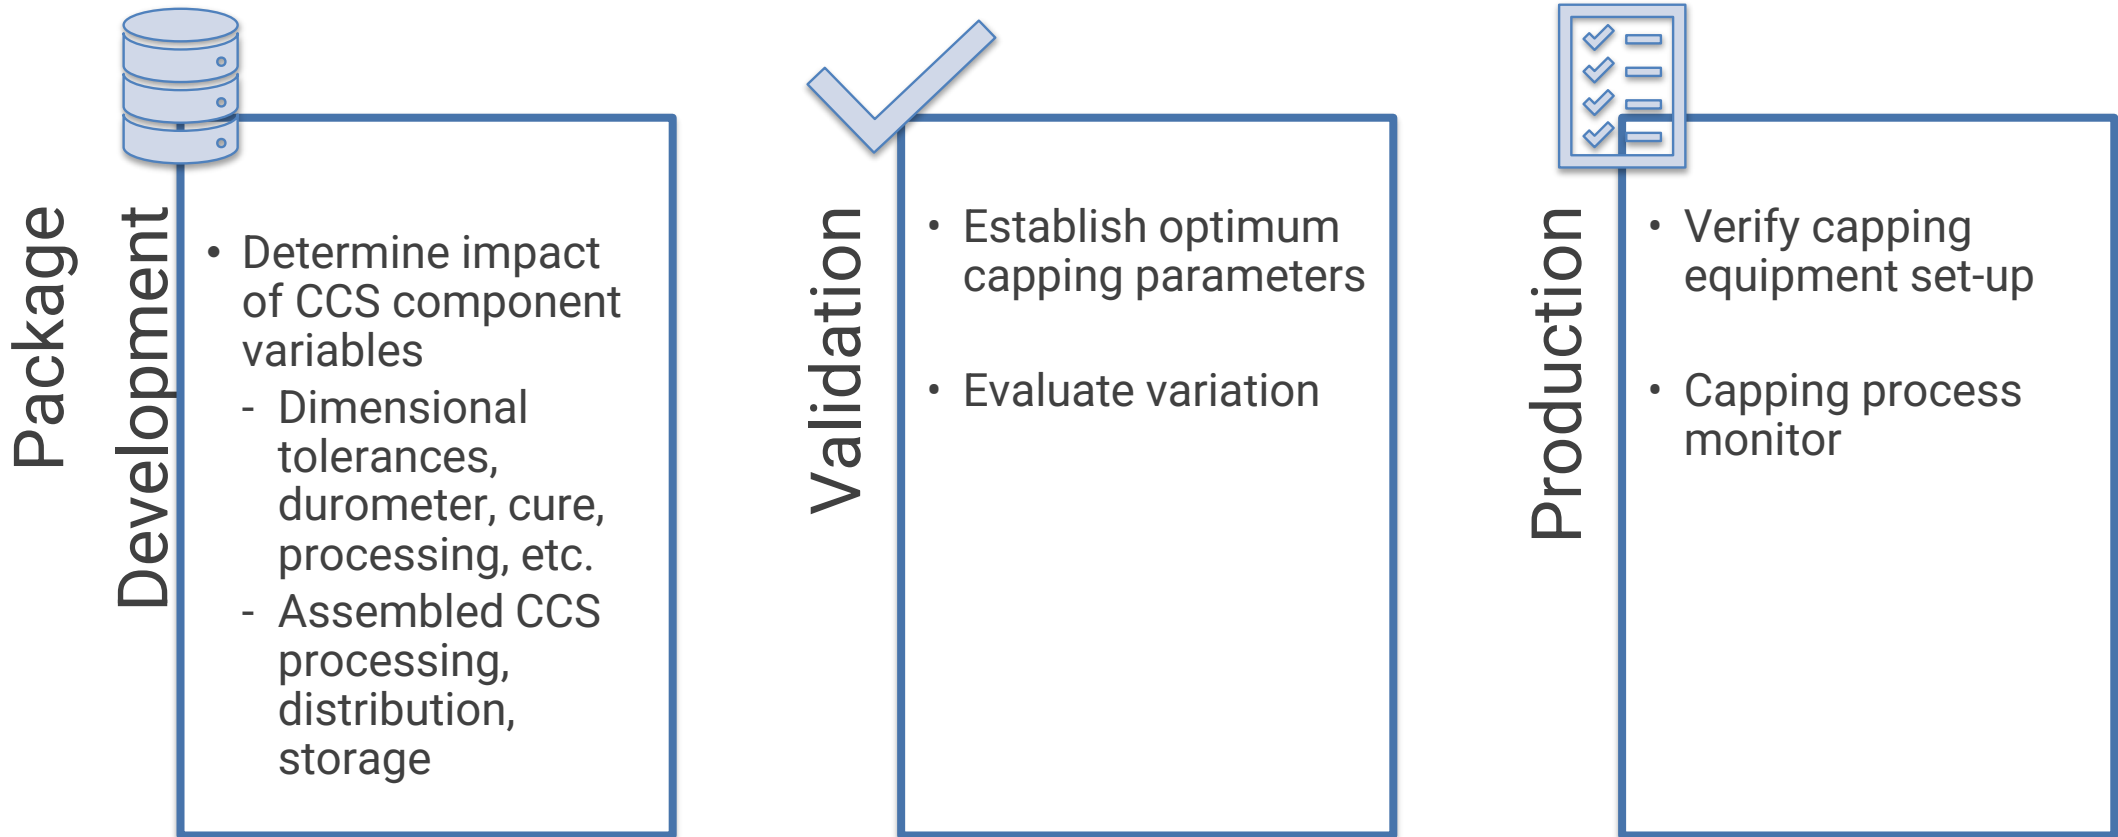 Package
Development
• Determine impact
of CCS component
variables
- Dimensional
tolerances,
durometer, cure,
processing, etc.
- Assembled CCS
processing,
distribution,
storage
Validation
• Establish optimum
capping parameters
• Evaluate variation
Production
• Verify capping
equipment set-up
• Capping process
monitor